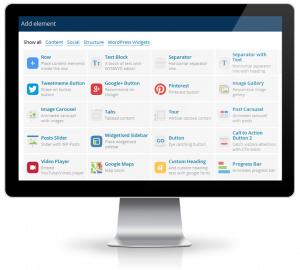 Add element
Show all Content Social Structure WordPress Widgets
Row
Place content elements
inside the row
Text Block
A block of text with
WYSIWYG editor
Separator
Horizontal separator
line
Separator with
Text
Horizontal separator
line with heading
Tweetmeme Button
Share on twitter
button
Google+ Button
Recommend on
Google
Pinterest
Pinterest button
Image Gallery
Responsive image
gallery
Image Carousel
Animated carousel
with images
Tabs
Tabbed content
Tour
Vertical tabbed content
Post Carousel
Animated carousel
with posts
Posts Slider
Slider with WP Posts
Widgetised Sidebar
Place widgetised
sidebar
GO
Button
Eye catching button
Call to Action
Button 2
Catch visitors attention
with CTA block
Video Player
Embed
YouTube/Vimeo player
Google Maps
Map block
Custom Heading
Add custom heading
text with google fonts
Progress Bar
Animated progress bar